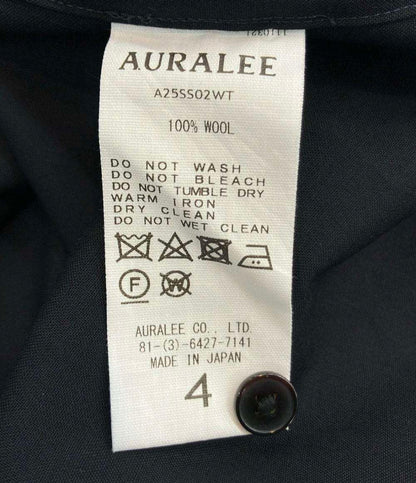 AURALEE
A25SS02WT
100% WOOL
DO NOT WASH
DO NOT BLEACH
DO NOT TUMBLE DRY
WARM IRON
DRY CLEAN
DO NOT WET CLEAN
F W
AURALEE CO., LTD.
81-(3)-6427-7141
MADE IN JAPAN
4